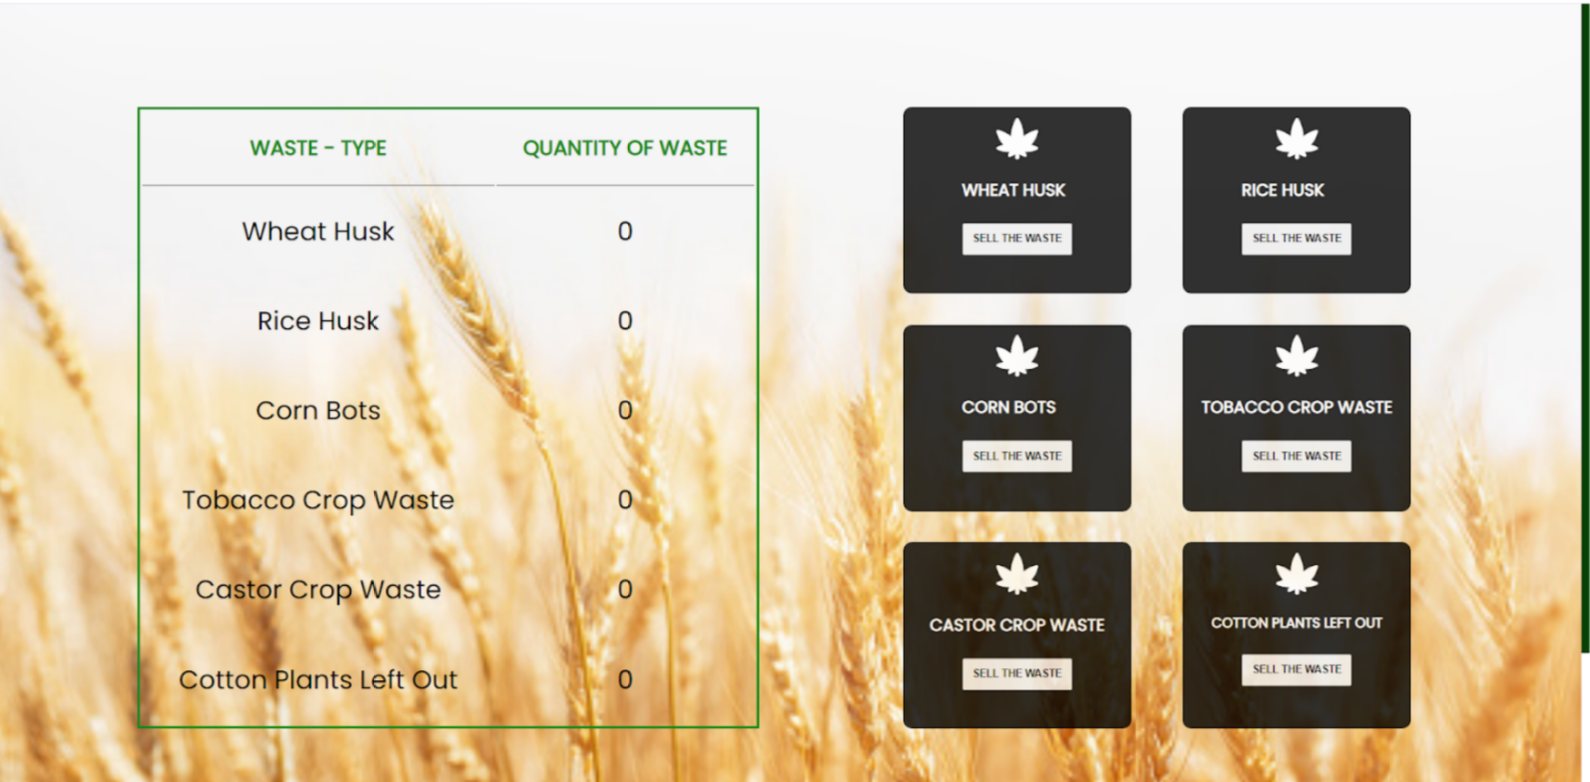 WASTE - TYPE QUANTITY OF WASTE
Wheat Husk 0
Rice Husk 0
Corn Bots 0
Tobacco Crop Waste 0
Castor Crop Waste 0
Cotton Plants Left Out 0
WHEAT HUSK
SELL THE WASTE
RICE HUSK
SELL THE WASTE
CORN BOTS
SELL THE WASTE
TOBACCO CROP WASTE
SELL THE WASTE
CASTOR CROP WASTE
SELL THE WASTE
COTTON PLANTS LEFT OUT
SELL THE WASTE